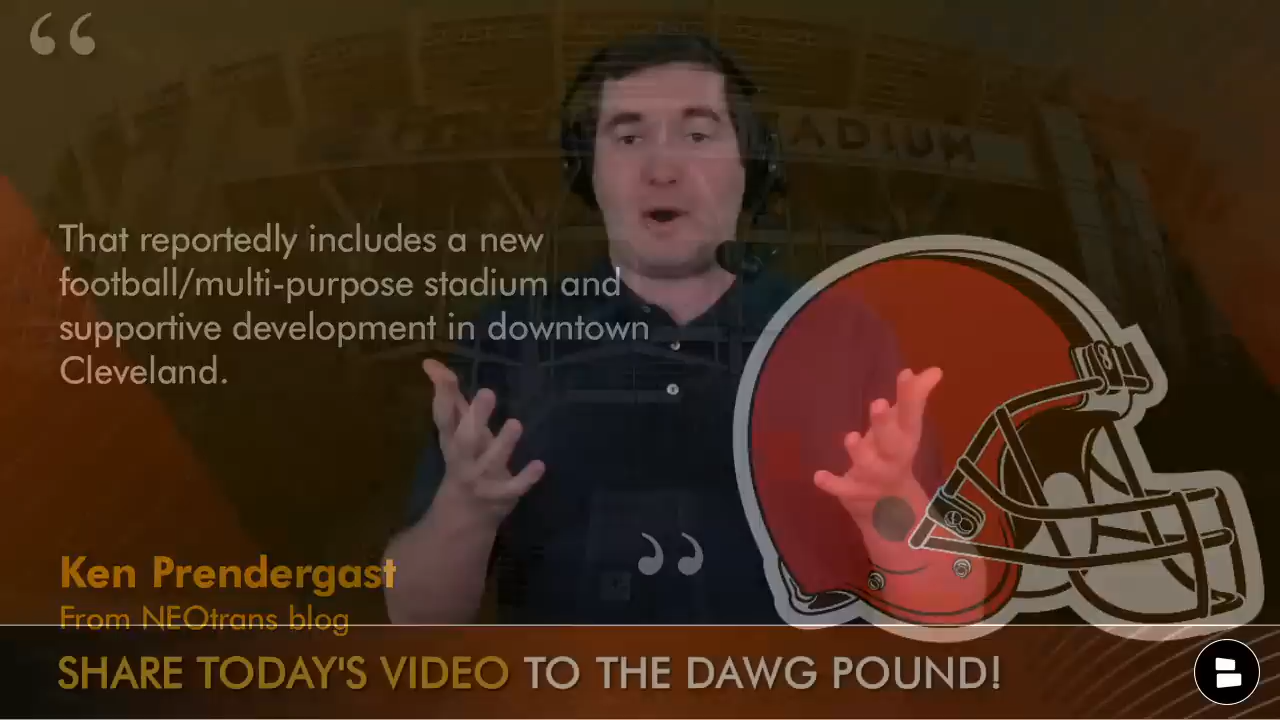 “
STADIUM
That reportedly includes a new
football/multi-purpose stadium and
supportive development in downtown
Cleveland.
”
Ken Prendergast
From NEOtrans blog
SHARE TODAY'S VIDEO TO THE DAWG POUND!